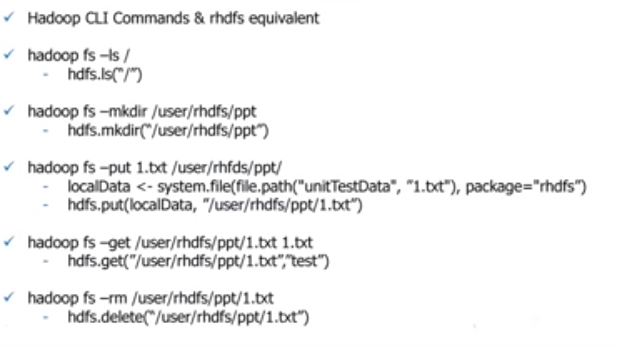 Hadoop CLI Commands & rhdfs equivalent
hadoop fs –ls /
- hdfs.ls("/")
hadoop fs –mkdir /user/rhdfs/ppt
- hdfs.mkdir("/user/rhdfs/ppt")
hadoop fs –put 1.txt /user/rhfds/ppt/
- localData <- system.file(file.path("unitTestData", "1.txt"), package="rhdfs")
- hdfs.put(localData, "/user/rhdfs/ppt/1.txt")
hadoop fs –get /user/rhdfs/ppt/1.txt 1.txt
- hdfs.get("/user/rhdfs/ppt/1.txt","test")
hadoop fs –rm /user/rhdfs/ppt/1.txt
- hdfs.delete("/user/rhdfs/ppt/1.txt")